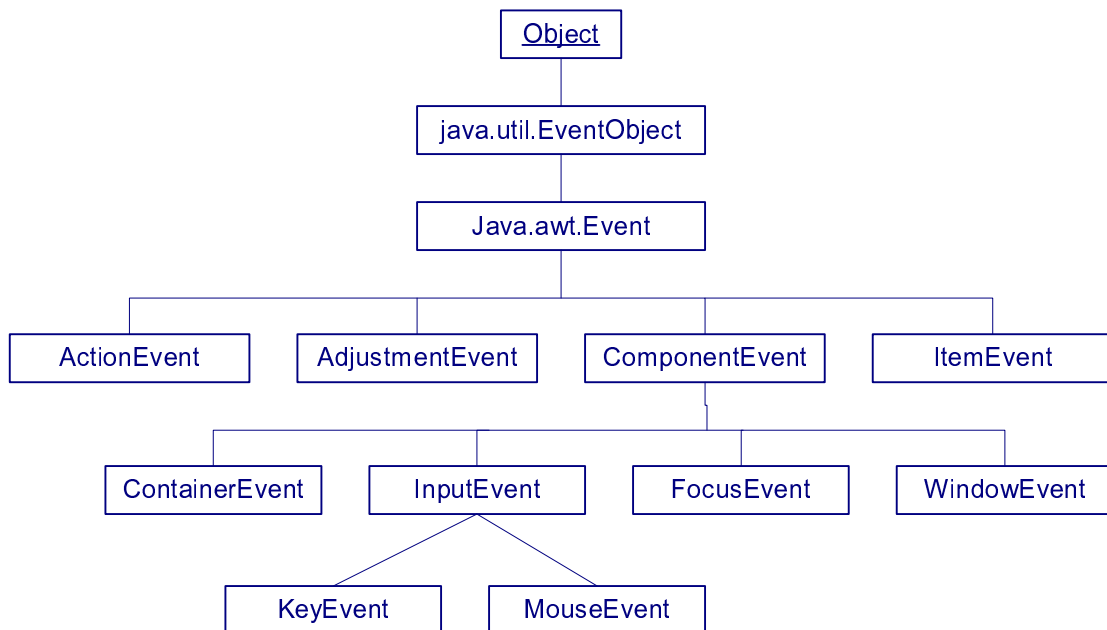 Object
java.util.EventObject
Java.awt.Event
ActionEvent
AdjustmentEvent
ComponentEvent
ItemEvent
ContainerEvent
InputEvent
FocusEvent
WindowEvent
KeyEvent
MouseEvent